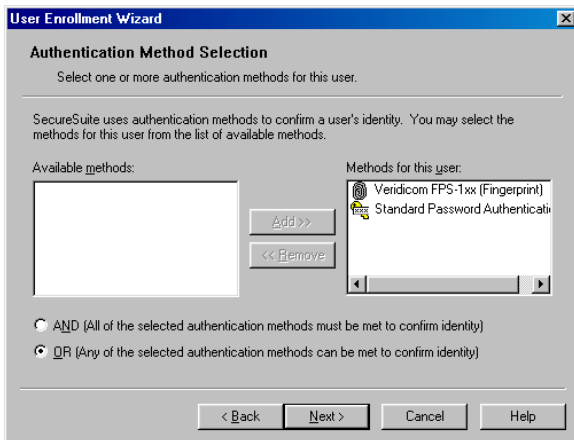 User Enrollment Wizard
Authentication Method Selection
Select one or more authentication methods for this user.
SecureSuite uses authentication methods to confirm a user's identity. You may select the
methods for this user from the list of available methods.
Available methods:
Methods for this user:
Veridicom FPS-1xx (Fingerprint)
Standard Password Authenticati
Add >>
<< Remove
AND (All of the selected authentication methods must be met to confirm identity)
OR (Any of the selected authentication methods can be met to confirm identity)
< Back
Next >
Cancel
Help